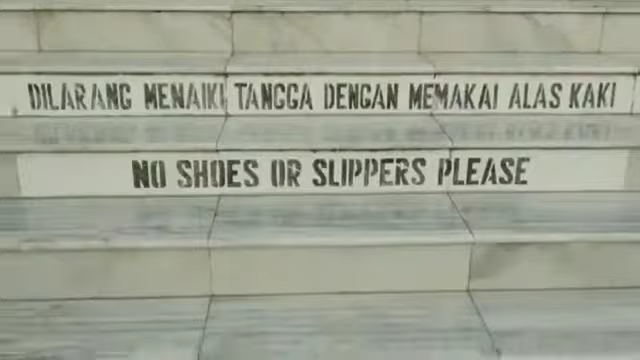 DILARANG MENAIKI TANGGA DENGAN MEMAKAI ALAS KAKI
NO SHOES OR SLIPPERS PLEASE